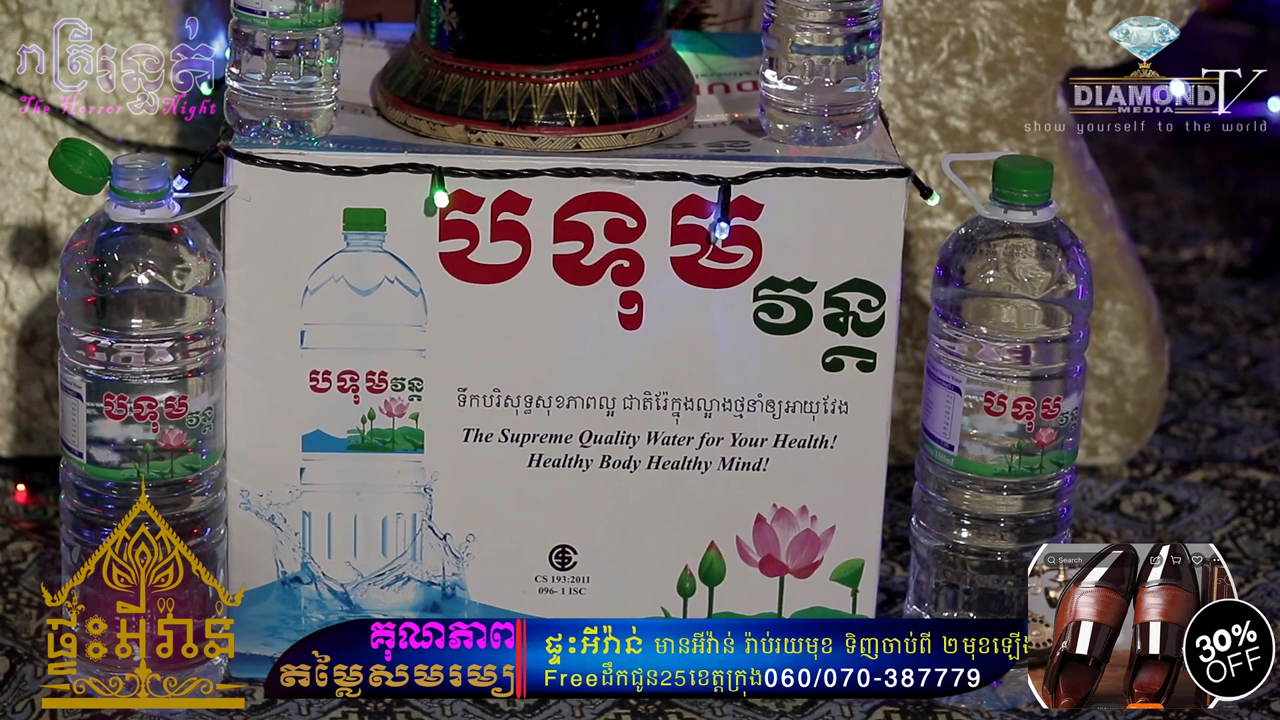 រាត្រីរន្ធត់
The Horror Night
DIAMOND TV
MEDIA
show yourself to the world
បទុម
វន្ត
បទុមវន្ត
ទឹកបរិសុទ្ធសុខភាពល្អ ជាតិរ៉ែក្នុងល្អាងថ្មនាំឲ្យអាយុវែង
The Supreme Quality Water for Your Health!
Healthy Body Healthy Mind!
CS 193:2011
096- 1 ISC
បទុមវន្ត
បទុមវន្ត
ផ្ទះអីវ៉ាន់
គុណភាព
តម្លៃសមរម្យ
ផ្ទះអីវ៉ាន់ មានអីវ៉ាន់ រ៉ាប់រយមុខ ទិញចាប់ពី ២មុខឡើង
Freeដឹកជូន25ខេត្តក្រុង060/070-387779
Search
30%
OFF